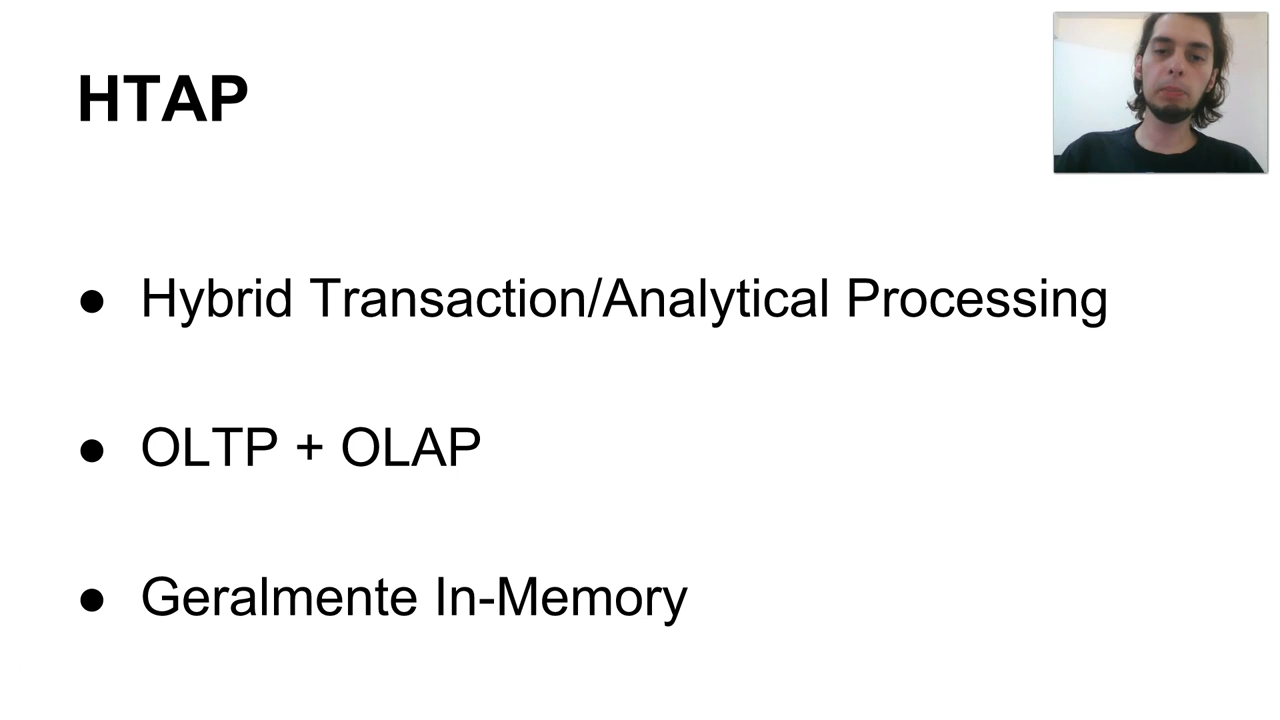 HTAP
● Hybrid Transaction/Analytical Processing
● OLTP + OLAP
● Geralmente In-Memory